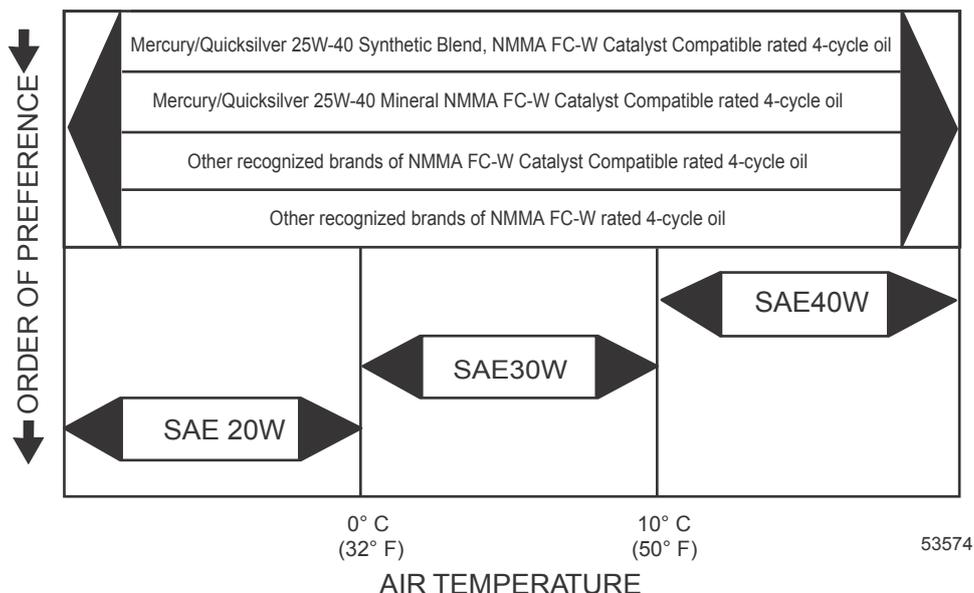 Mercury/Quicksilver 25W-40 Synthetic Blend, NMMA FC-W Catalyst Compatible rated 4-cycle oil
Mercury/Quicksilver 25W-40 Mineral NMMA FC-W Catalyst Compatible rated 4-cycle oil
Other recognized brands of NMMA FC-W Catalyst Compatible rated 4-cycle oil
Other recognized brands of NMMA FC-W rated 4-cycle oil
ORDER OF PREFERENCE
SAE40W
SAE30W
SAE 20W
0° C
(32° F)
10° C
(50° F)
53574
AIR TEMPERATURE